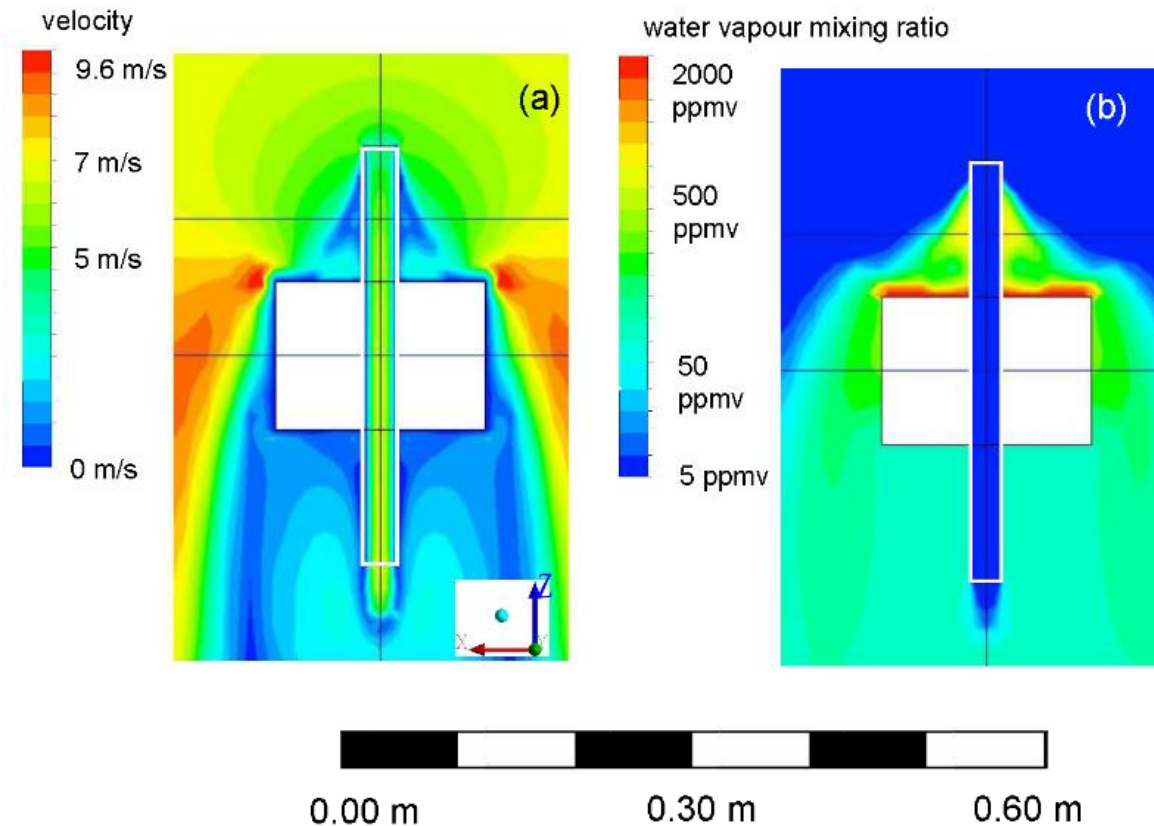 velocity
9.6 m/s
7 m/s
5 m/s
0 m/s
(a)
Z
X
Y
water vapour mixing ratio
2000
ppmv
500
ppmv
50
ppmv
5 ppmv
(b)
0.00 m
0.30 m
0.60 m